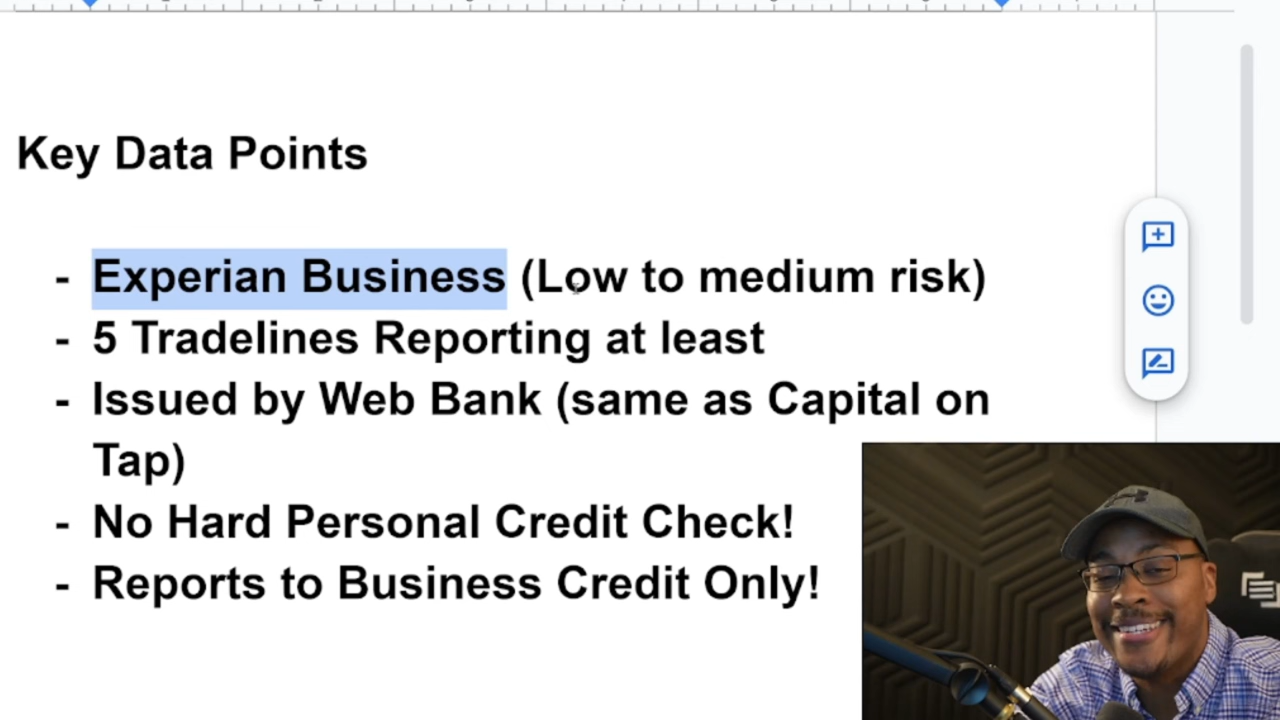 Key Data Points
- Experian Business (Low to medium risk)
- 5 Tradelines Reporting at least
- Issued by Web Bank (same as Capital on
Tap)
- No Hard Personal Credit Check!
- Reports to Business Credit Only!